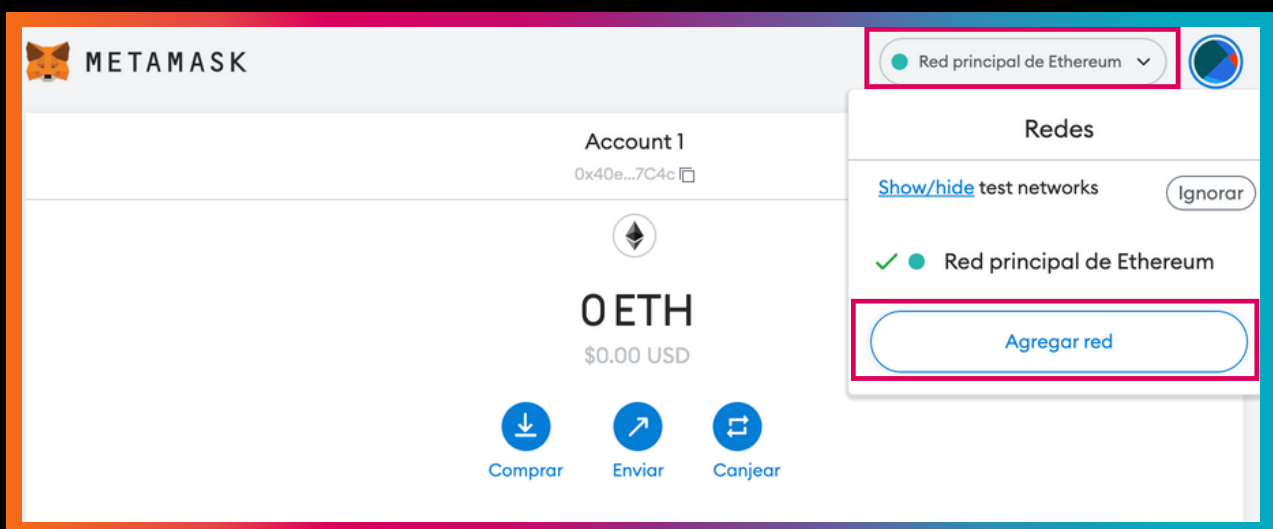 METAMASK
Red principal de Ethereum
Account 1
0x40e...7C4c
0 ETH
$0.00 USD
Comprar
Enviar
Canjear
Redes
Show/hide test networks
Ignorar
Red principal de Ethereum
Agregar red